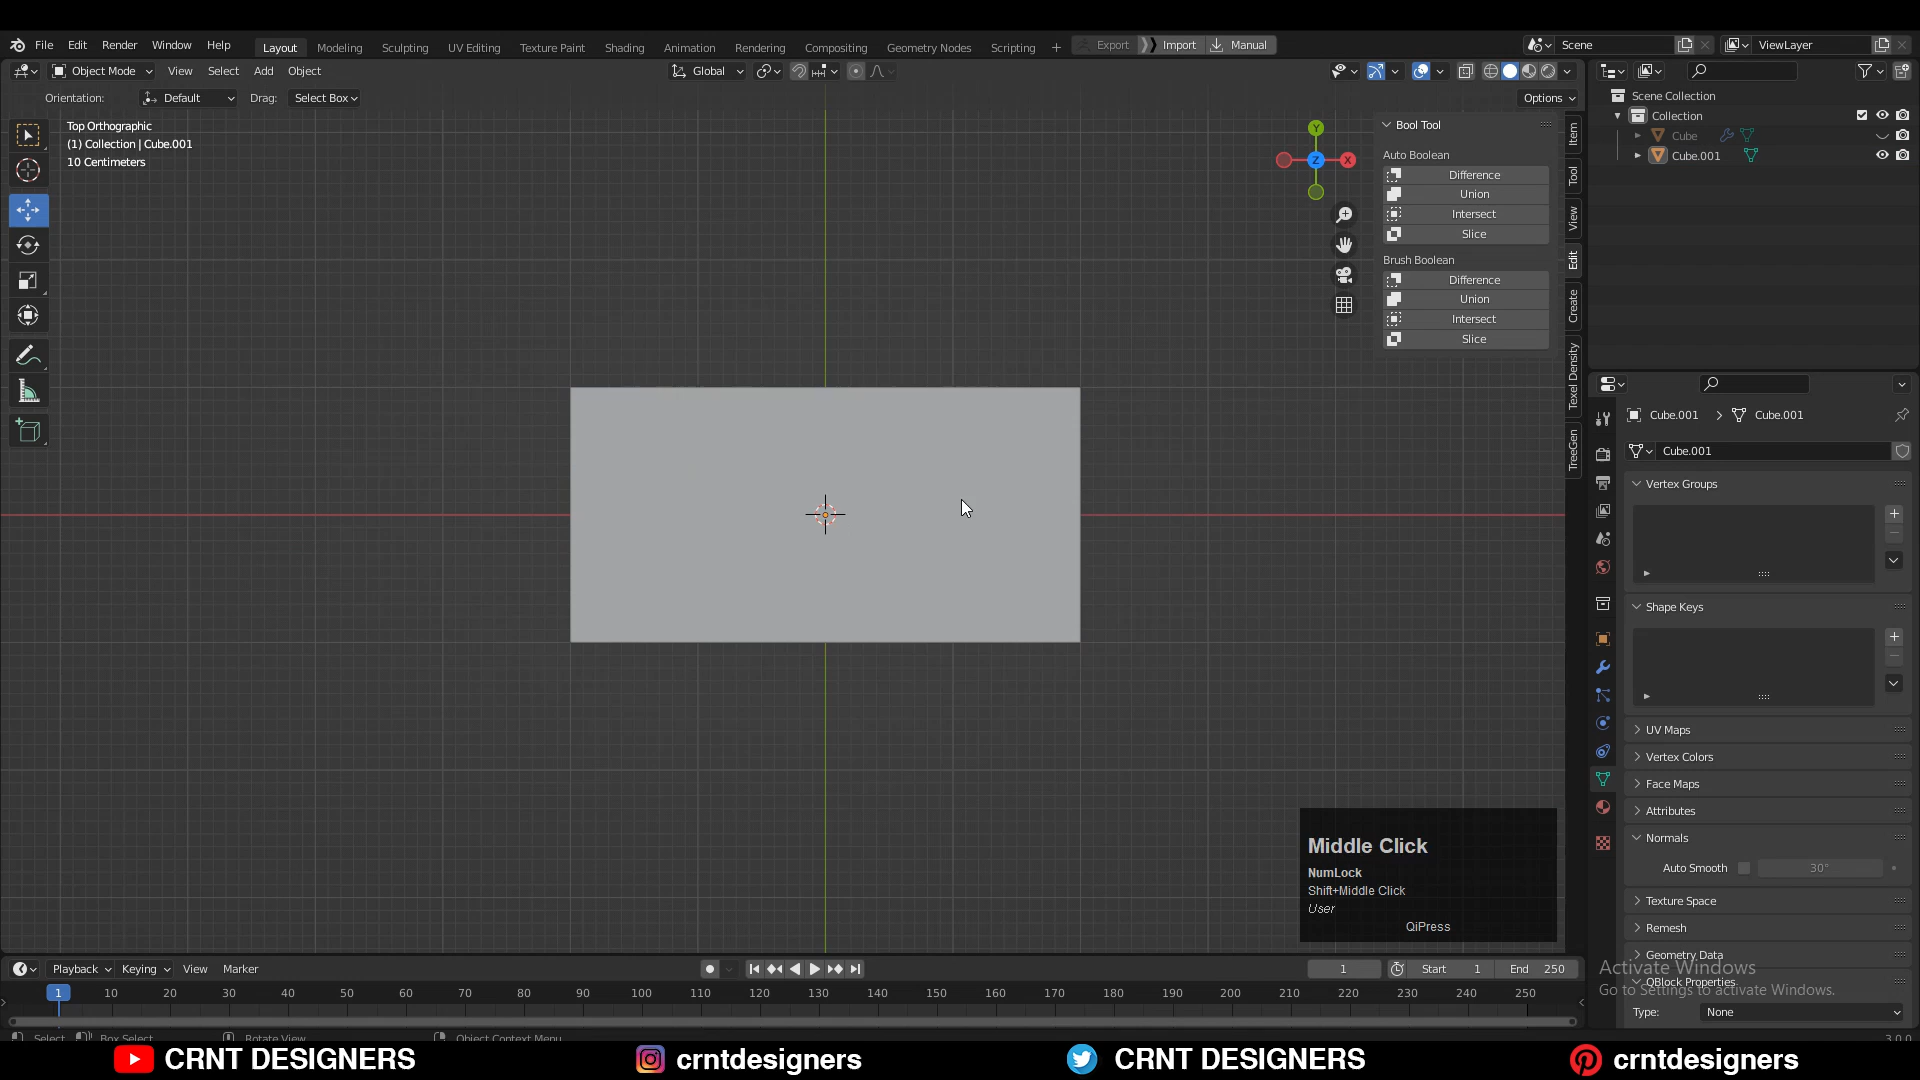 File Edit Render Window Help Layout Modeling Sculpting UV Editing Texture Paint Shading Animation Rendering Compositing Geometry Nodes Scripting + Export Import Manual Scene ViewLayer
Object Mode View Select Add Object Global
Orientation: Default Drag: Select Box Options
Top Orthographic
(1) Collection | Cube.001
10 Centimeters
Y
X
Z
Bool Tool
Auto Boolean
Difference
Union
Intersect
Slice
Brush Boolean
Difference
Union
Intersect
Slice
Item
Tool
View
Edit
Create
Texel Density
TreeGen
Scene Collection
Collection
Cube
Cube.001
Cube.001 > Cube.001
Cube.001
Vertex Groups
Shape Keys
UV Maps
Vertex Colors
Face Maps
Attributes
Normals
Auto Smooth 30°
Texture Space
Remesh
Geometry Data
QBlock Properties
Type: None
Activate Windows
Go to Settings to activate Windows.
Middle Click
NumLock
Shift+Middle Click
User
QiPress
Playback Keying View Marker 1 Start 1 End 250
1 10 20 30 40 50 60 70 80 90 100 110 120 130 140 150 160 170 180 190 200 210 220 230 240 250
Select Box Select Rotate View Object Context Menu 3.0.0
CRNT DESIGNERS crntdesigners CRNT DESIGNERS crntdesigners